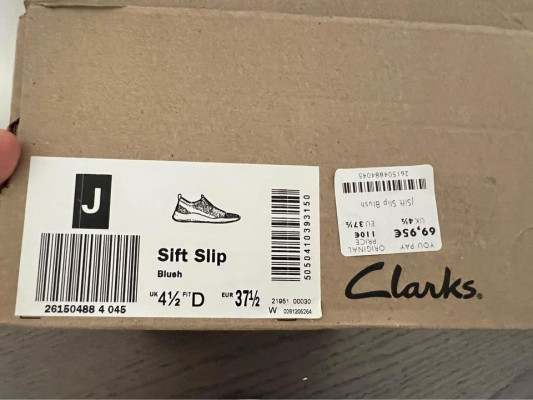 J
Sift Slip
Blush
UK 4½ FIT D EUR 37½
26150488 4 045
5050410393150
21951 00030
W
YOU PAY ORIGINAL PRICE
69,95€ 110€
UK 4½ EU 37½
/Sift Slip Blush
261504884045
Clarks.